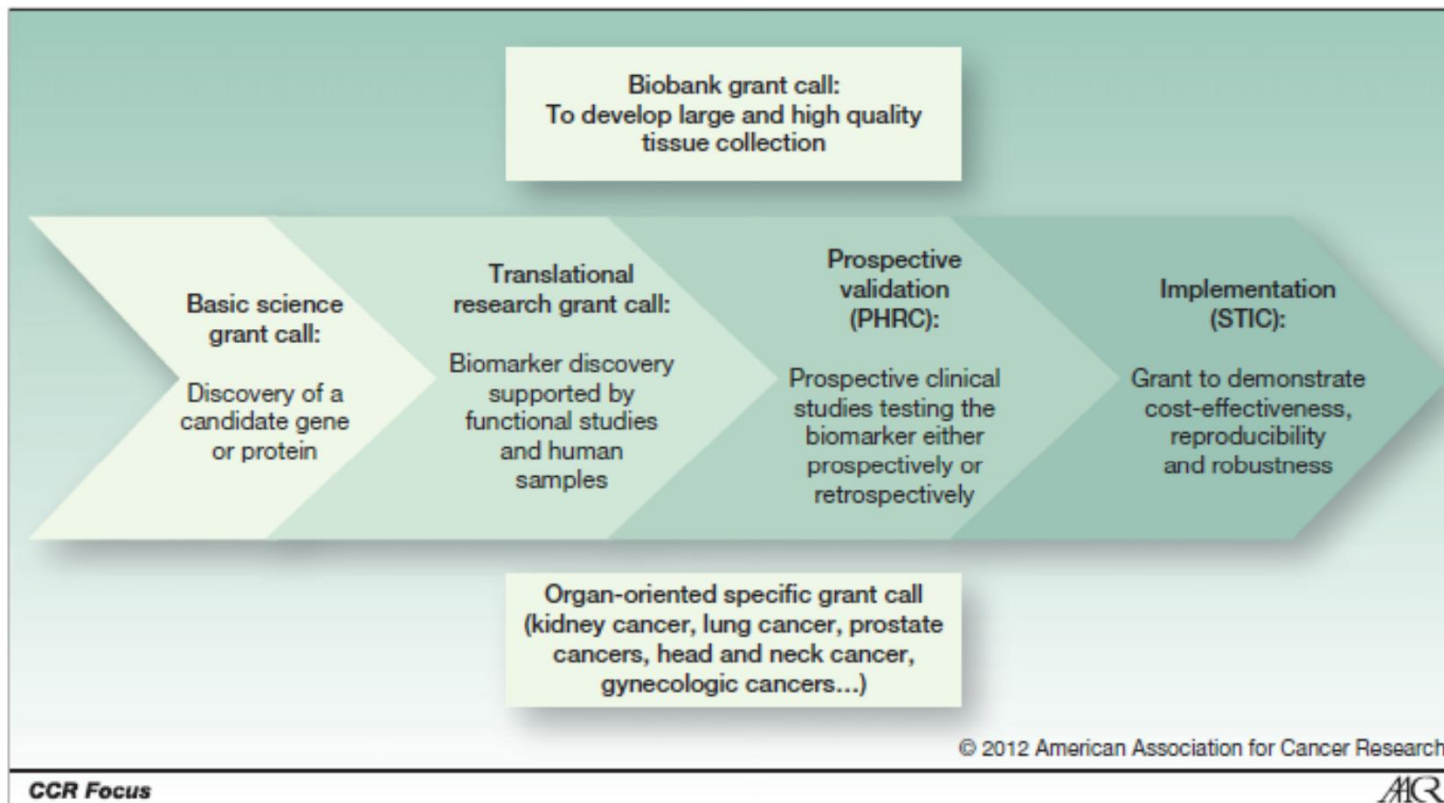 Biobank grant call:
To develop large and high quality
tissue collection
Basic science
grant call:
Discovery of a
candidate gene
or protein
Translational
research grant call:
Biomarker discovery
supported by
functional studies
and human
samples
Prospective
validation
(PHRC):
Prospective clinical
studies testing the
biomarker either
prospectively or
retrospectively
Implementation
(STIC):
Grant to demonstrate
cost-effectiveness,
reproducibility
and robustness
Organ-oriented specific grant call
(kidney cancer, lung cancer, prostate
cancers, head and neck cancer,
gynecologic cancers...)
© 2012 American Association for Cancer Research
CCR Focus
AACR